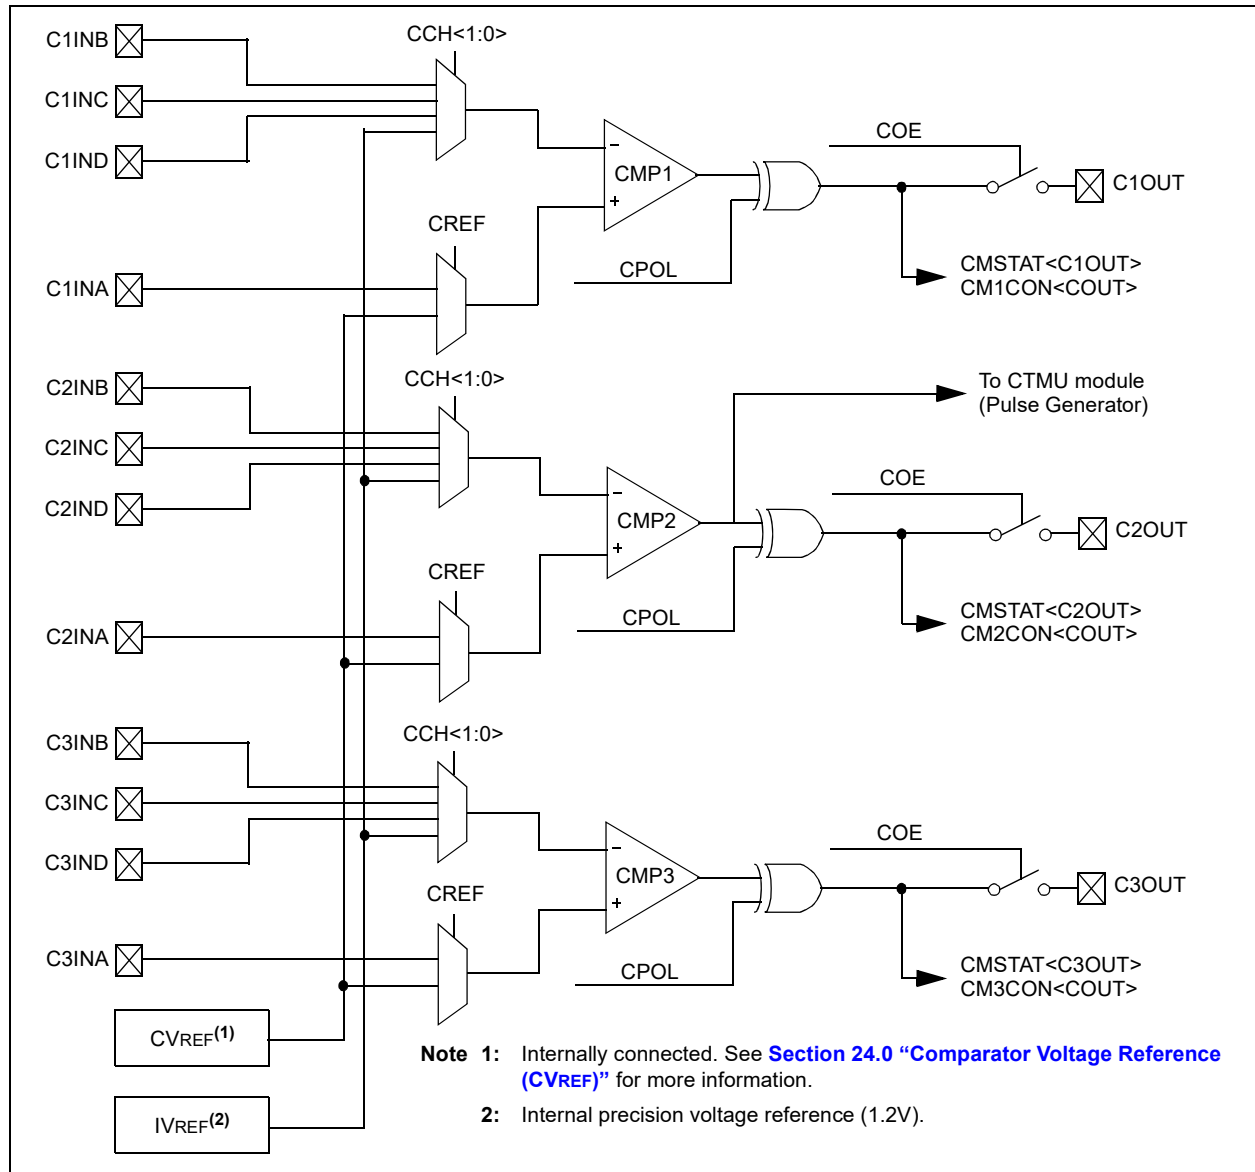 C1INB
CCH<1:0>
C1INC
COE
C1IND
−
CMP1
+
C1OUT
CREF
CPOL
CMSTAT<C1OUT>
CM1CON<COUT>
C1INA
C2INB
CCH<1:0>
To CTMU module
(Pulse Generator)
C2INC
COE
C2IND
−
CMP2
+
C2OUT
CREF
CPOL
CMSTAT<C2OUT>
CM2CON<COUT>
C2INA
C3INB
CCH<1:0>
C3INC
COE
C3IND
−
CMP3
+
C3OUT
CREF
CPOL
CMSTAT<C3OUT>
CM3CON<COUT>
C3INA
CVREF(1)
IVREF(2)
Note 1: Internally connected. See Section 24.0 “Comparator Voltage Reference
(CVREF)” for more information.
2: Internal precision voltage reference (1.2V).